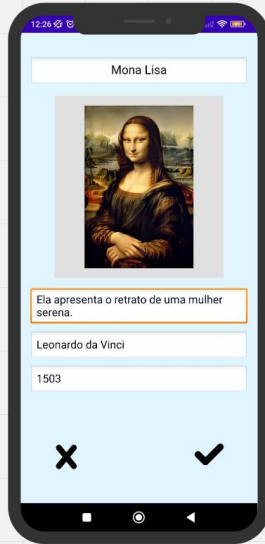 12:26
Mona Lisa
Ela apresenta o retrato de uma mulher
serena.
Leonardo da Vinci
1503